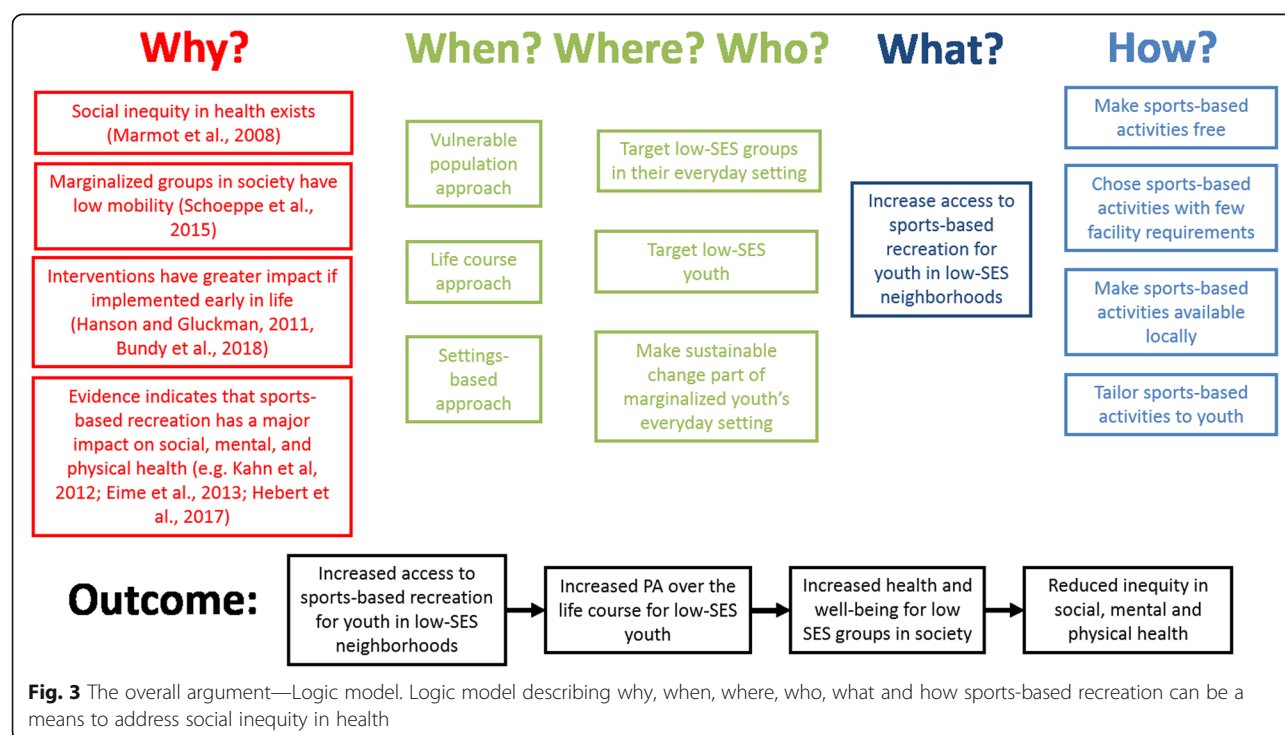 Why?
When? Where? Who?
What?
How?
Social inequity in health exists
(Marmot et al., 2008)
Marginalized groups in society have
low mobility (Schoeppe et al.,
2015)
Interventions have greater impact if
implemented early in life
(Hanson and Gluckman, 2011,
Bundy et al., 2018)
Evidence indicates that sports-
based recreation has a major
impact on social, mental, and
physical health (e.g. Kahn et al,
2012; Eime et al., 2013; Hebert et
al., 2017)
Vulnerable
population
approach
Life course
approach
Settings-
based
approach
Target low-SES groups
in their everyday setting
Target low-SES
youth
Make sustainable
change part of
marginalized youth’s
everyday setting
Increase access to
sports-based
recreation for
youth in low-SES
neighborhoods
Make sports-based
activities free
Chose sports-based
activities with few
facility requirements
Make sports-based
activities available
locally
Tailor sports-based
activities to youth
Outcome:
Increased access to
sports-based recreation
for youth in low-SES
neighborhoods
Increased PA over the
life course for low-SES
youth
Increased health and
well-being for low
SES groups in society
Reduced inequity in
social, mental and
physical health
Fig. 3 The overall argument—Logic model. Logic model describing why, when, where, who, what and how sports-based recreation can be a
means to address social inequity in health